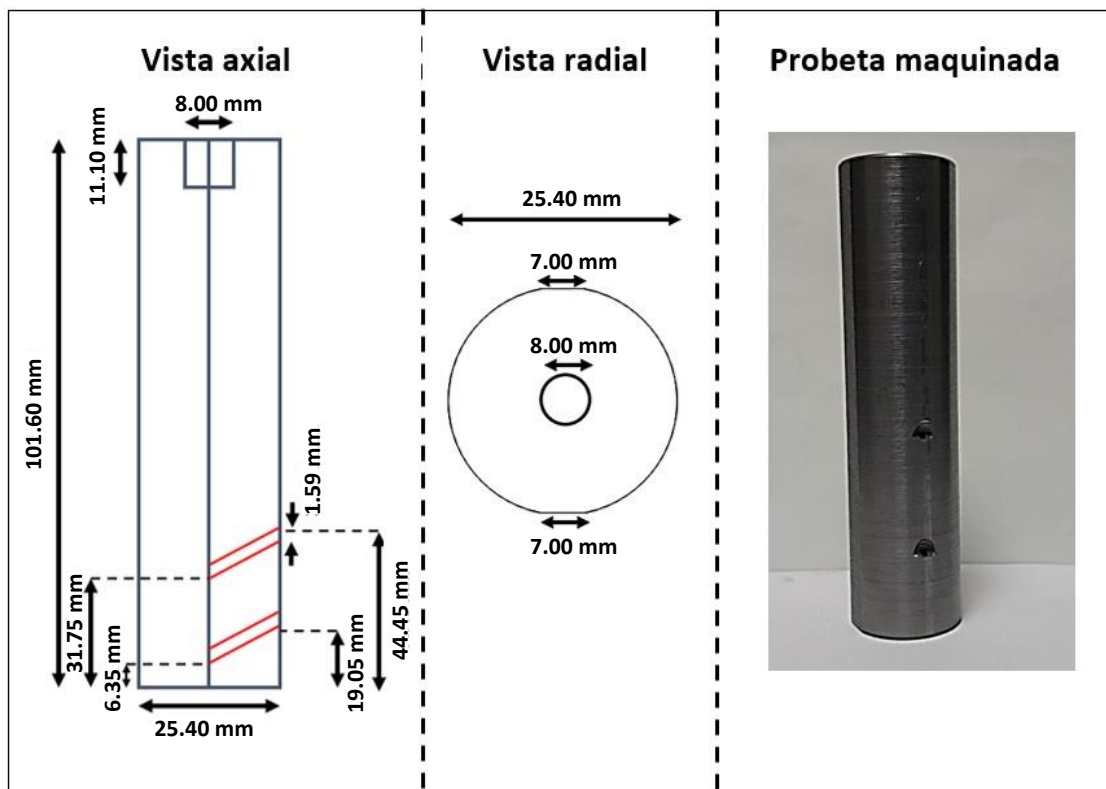 Vista axial
8.00 mm
11.10 mm
101.60 mm
1.59 mm
31.75 mm
6.35 mm
19.05 mm
44.45 mm
25.40 mm
Vista radial
25.40 mm
7.00 mm
8.00 mm
7.00 mm
Probeta maquinada